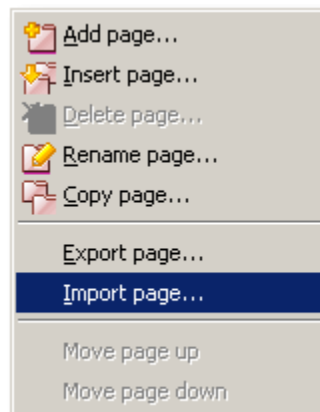 Add page...
Insert page...
Delete page...
Rename page...
Copy page...
Export page...
Import page...
Move page up
Move page down